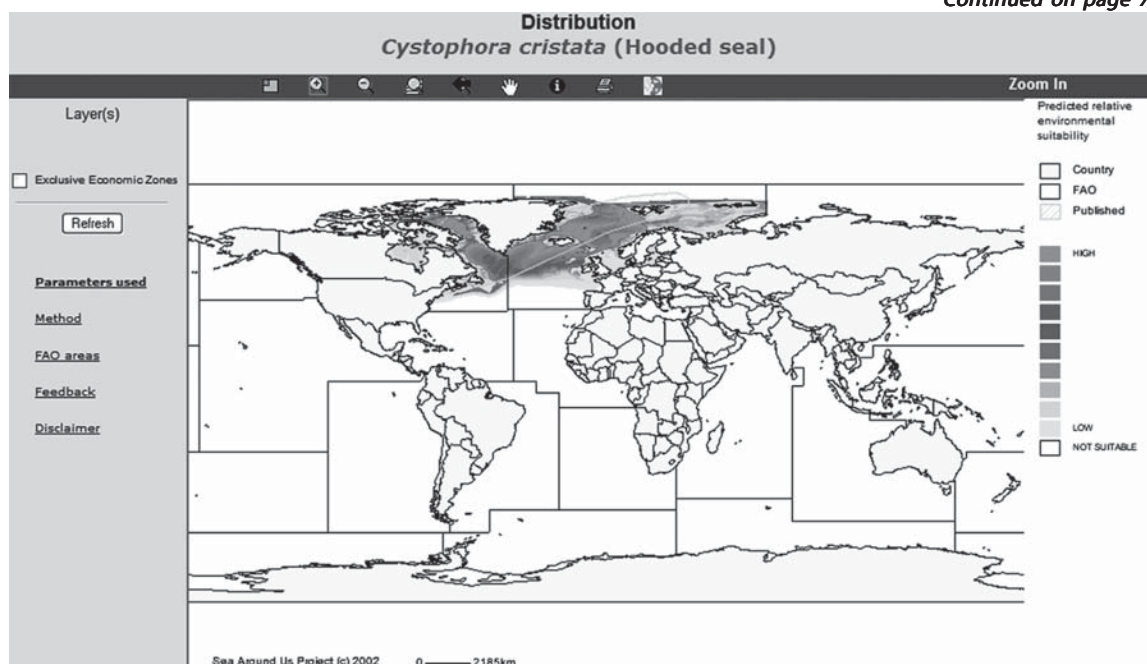 Continued on page 7
Distribution
Cystophora cristata (Hooded seal)
Zoom In
Layer(s)
Exclusive Economic Zones
Refresh
Parameters used
Method
FAO areas
Feedback
Disclaimer
Predicted relative
environmental
suitability
Country
FAO
Published
HIGH
LOW
NOT SUITABLE
Sea Around Us Project (c) 2002 0 2185km